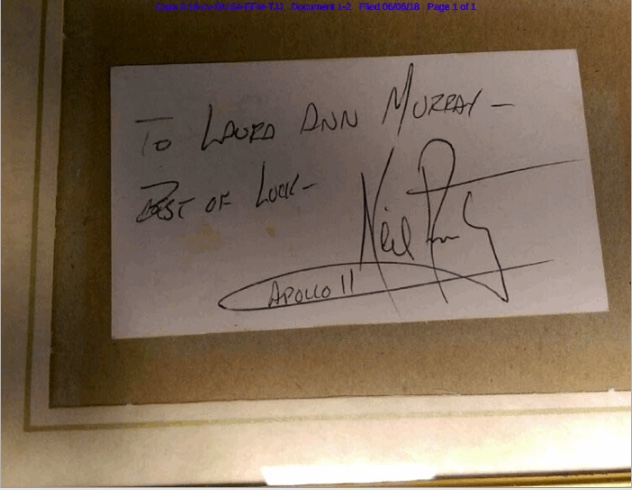 Document 1-2 Filed 06/06/18 Page 1 of 1
TO LAURA ANN MURRAY-
BEST OF LUCK-
Neil
APOLLO 11